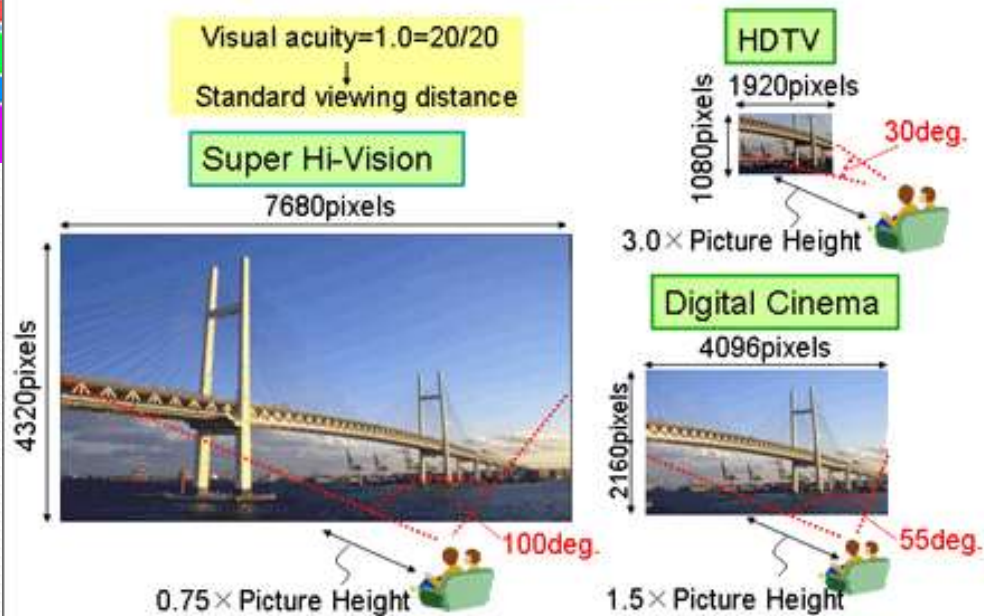 Visual acuity=1.0=20/20
↓
Standard viewing distance
Super Hi-Vision
7680pixels
4320pixels
100deg.
0.75×Picture Height
HDTV
1920pixels
1080pixels
30deg.
3.0×Picture Height
Digital Cinema
4096pixels
2160pixels
55deg.
1.5×Picture Height